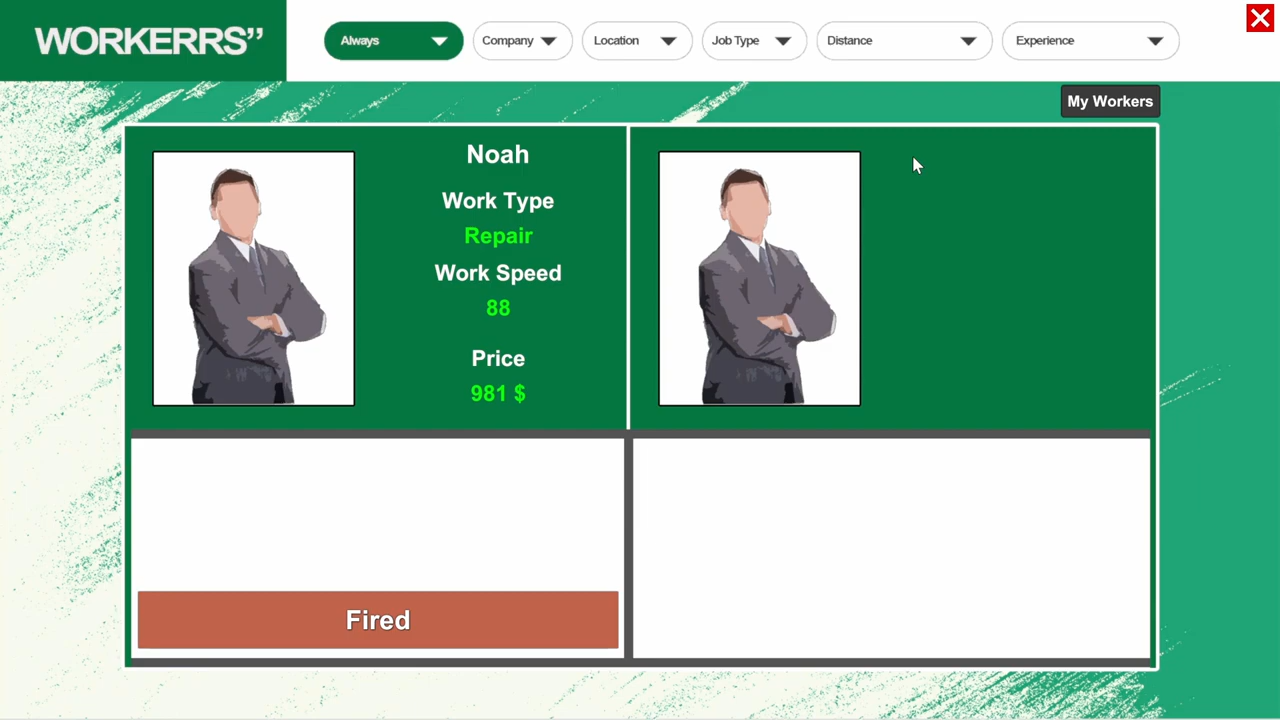 WORKERRS”
Always
Company
Location
Job Type
Distance
Experience
My Workers
Noah
Work Type
Repair
Work Speed
88
Price
981 $
Fired